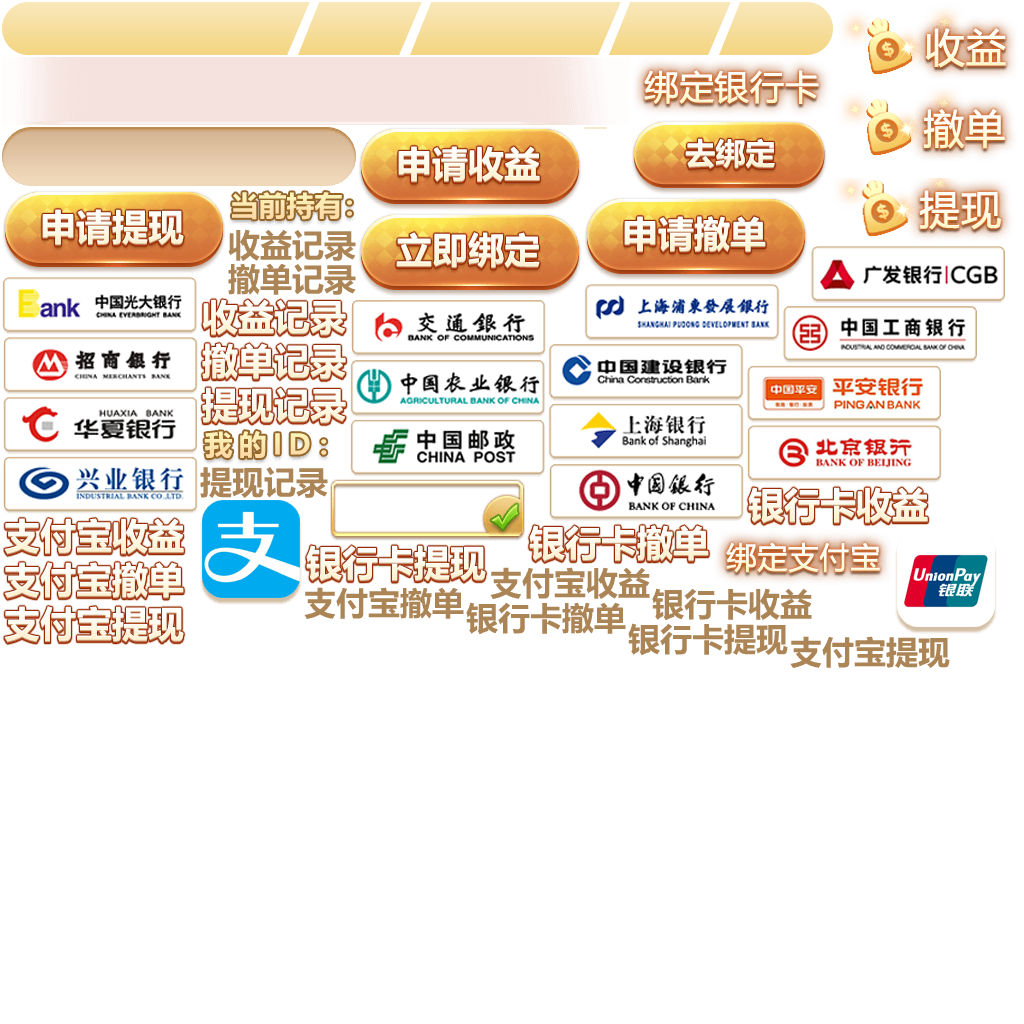 收益
绑定银行卡
撤单
申请收益
去绑定
提现
申请提现
当前持有:
收益记录
撤单记录
立即绑定
申请撤单
广发银行|CGB
Bank
中国光大银行
CHINA EVERBRIGHT BANK
收益记录
交通银行
BANK OF COMMUNICATIONS
上海浦東發展銀行
SHANGHAI PUDONG DEVELOPMENT BANK
中国工商银行
INDUSTRIAL AND COMMERCIAL BANK OF CHINA
招商银行
CHINA MERCHANTS BANK
撤单记录
中国农业银行
AGRICULTURAL BANK OF CHINA
中国建设银行
China Construction Bank
中国平安
平安银行
PING AN BANK
HUAXIA BANK
华夏银行
提现记录
我的ID:
中国邮政
CHINA POST
上海银行
Bank of Shanghai
北京银行
BANK OF BEIJING
兴业银行
INDUSTRIAL BANK CO.,LTD.
提现记录
中国银行
BANK OF CHINA
银行卡收益
支付宝收益
支付宝撤单
支付宝提现
支
银行卡提现
银行卡撤单
绑定支付宝
UnionPay
银联
支付宝撤单
支付宝收益
银行卡撤单
银行卡收益
银行卡提现
支付宝提现